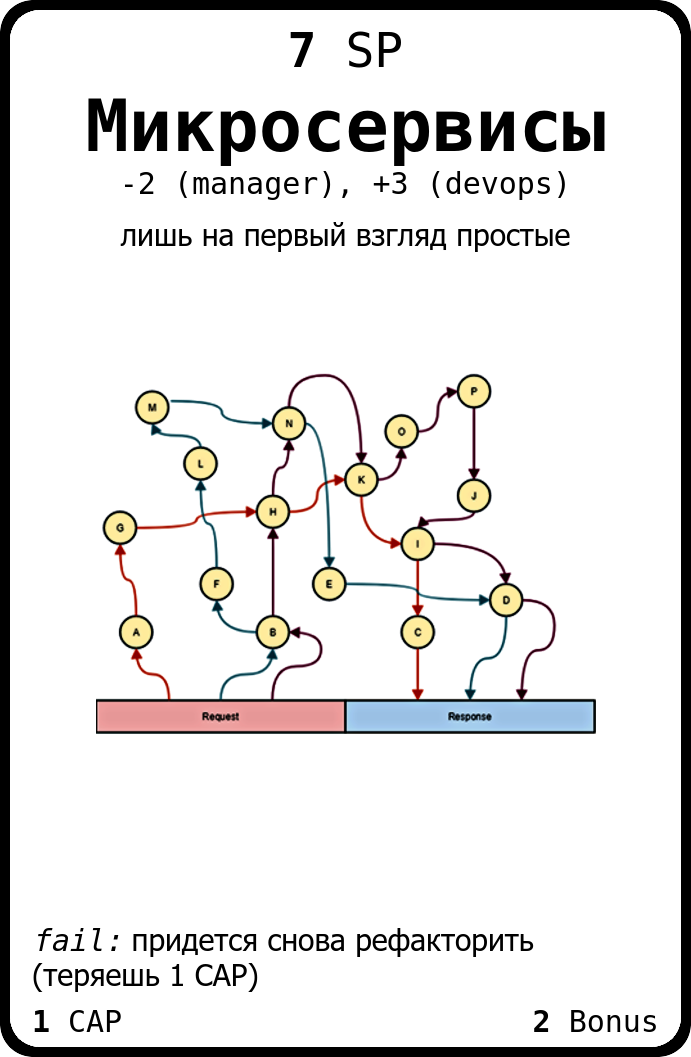 7 SP
Микросервисы
-2 (manager), +3 (devops)
лишь на первый взгляд простые
P
M
N
O
L
K
J
H
G
I
F
E
D
A
B
C
Request
Response
fail: придется снова рефакторить
(теряешь 1 CAP)
1 CAP
2 Bonus